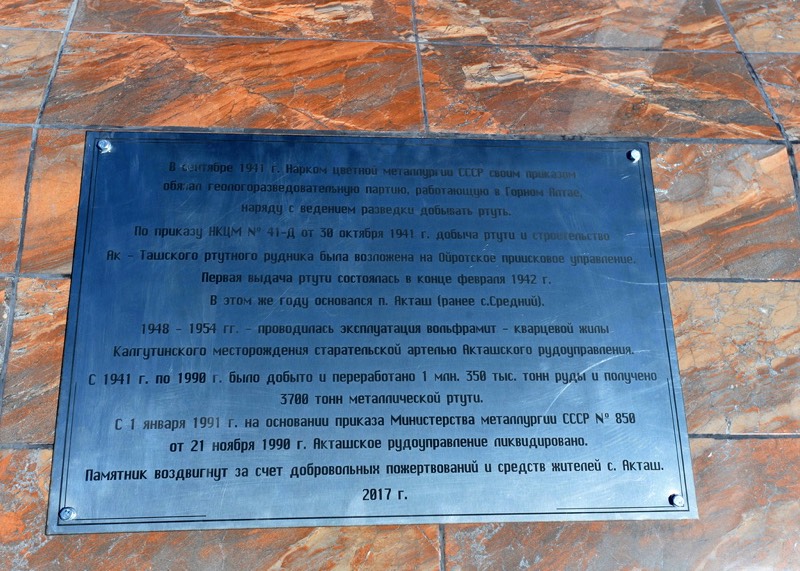 В сентябре 1941 г. Нарком цветной металлургии СССР своим приказом
обязал геологоразведовательную партию, работающую в Горном Алтае,
наряду с ведением разведки добывать ртуть.
По приказу НКЦМ № 41-Д от 30 октября 1941 г. добыча ртути и строительство
Ак - Ташского ртутного рудника была возложена на Ойротское приисковое управление.
Первая выдача ртути состоялась в конце февраля 1942 г.
В этом же году основался п. Акташ (ранее с.Средний).
1948 - 1954 гг. - проводилась эксплуатация вольфрамит - кварцевой жилы
Калгутинского месторождения старательской артелью Акташского рудоуправления.
С 1941 г. по 1990 г. было добыто и переработано 1 млн. 350 тыс. тонн руды и получено
3700 тонн металлической ртути.
С 1 января 1991 г. на основании приказа Министерства металлургии СССР № 850
от 21 ноября 1990 г. Акташское рудоуправление ликвидировано.
Памятник воздвигнут за счет добровольных пожертвований и средств жителей с. Акташ.
2017 г.